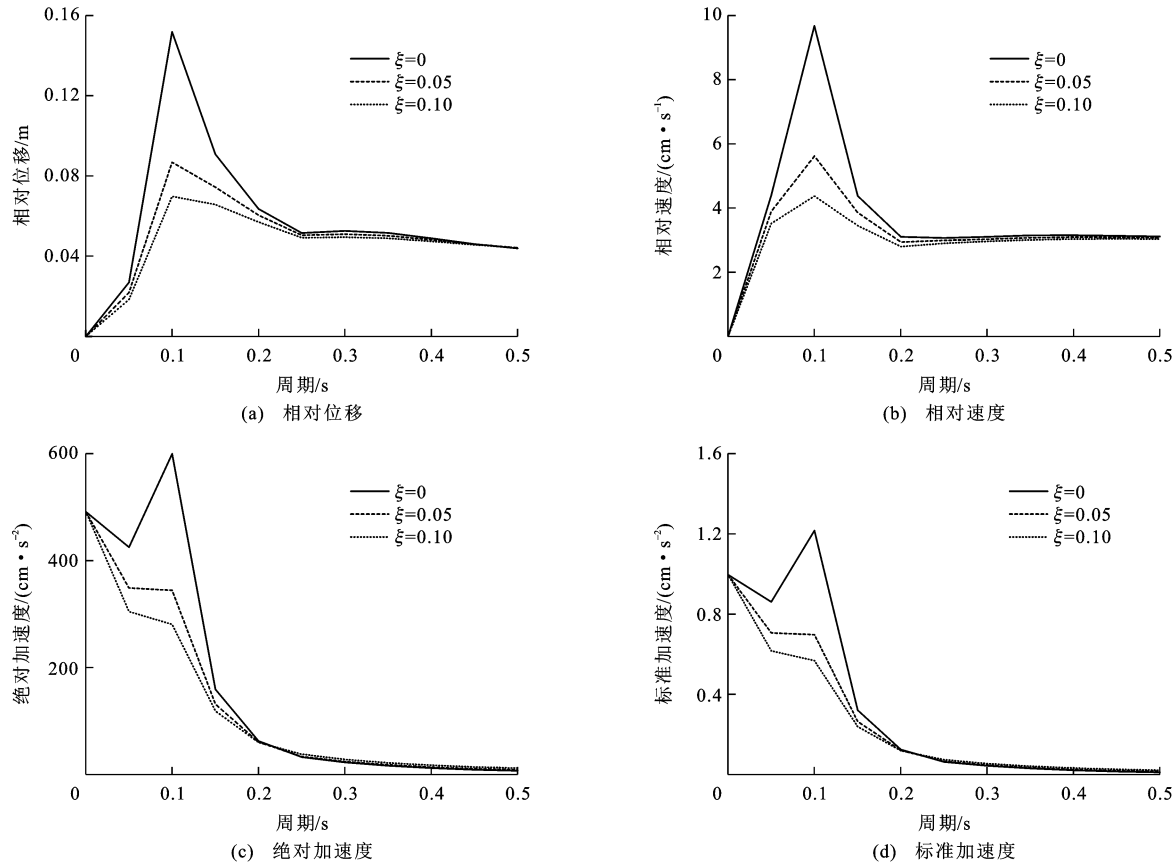 0.16
0.12
0.08
0.04
0
0.1
0.2
0.3
0.4
0.5
相对位移/m
ξ=0
ξ=0.05
ξ=0.10
周期/s
(a) 相对位移
10
8
6
4
2
0
0.1
0.2
0.3
0.4
0.5
相对速度/(cm·s⁻¹)
ξ=0
ξ=0.05
ξ=0.10
周期/s
(b) 相对速度
600
400
200
0
0.1
0.2
0.3
0.4
0.5
绝对加速度/(cm·s⁻²)
ξ=0
ξ=0.05
ξ=0.10
周期/s
(c) 绝对加速度
1.6
1.2
0.8
0.4
0
0.1
0.2
0.3
0.4
0.5
标准加速度/(cm·s⁻²)
ξ=0
ξ=0.05
ξ=0.10
周期/s
(d) 标准加速度